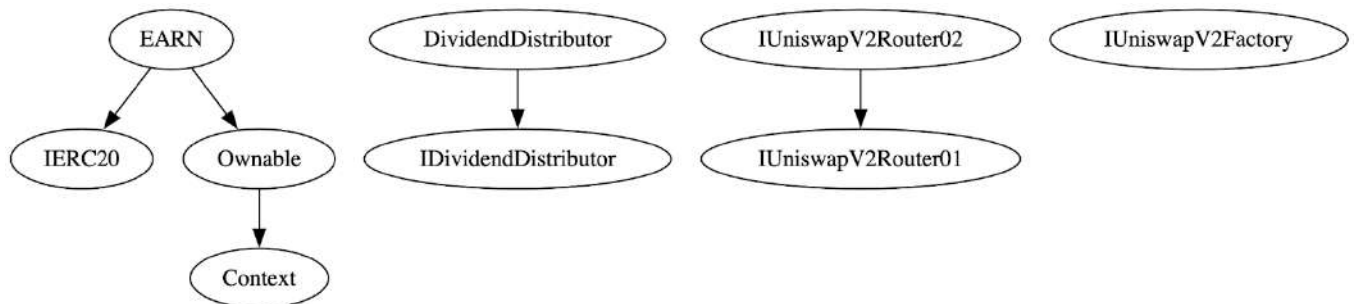 EARN
DividendDistributor
IUniswapV2Router02
IUniswapV2Factory
IERC20
Ownable
IDividendDistributor
IUniswapV2Router01
Context